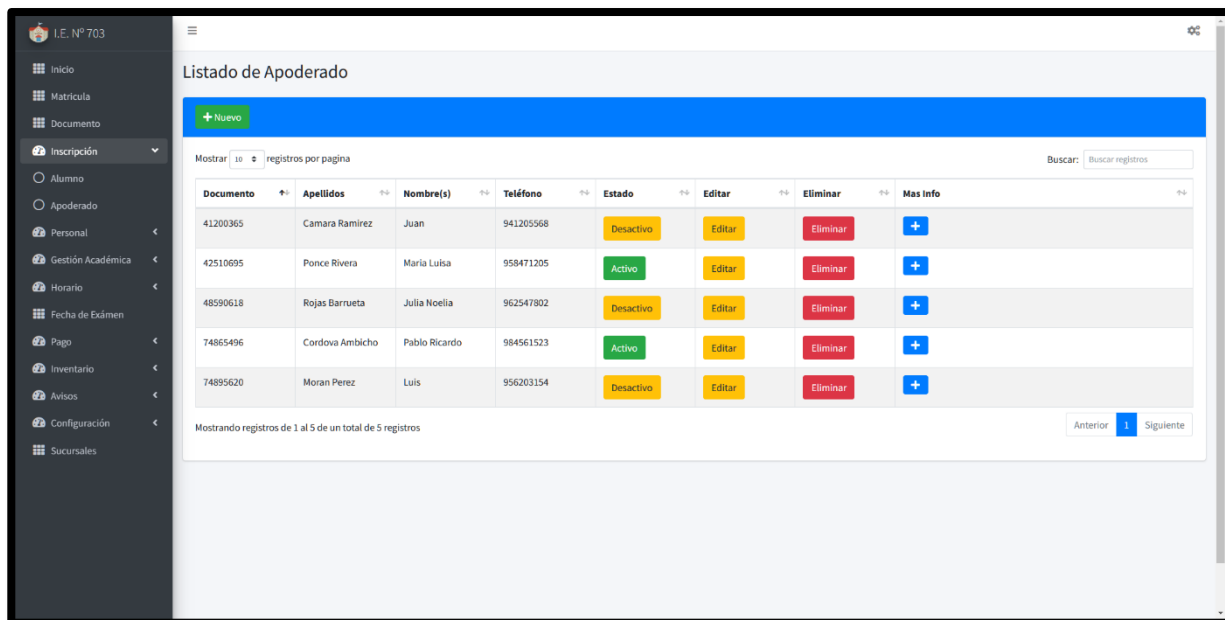 I.E. Nº 703
Inicio
Matricula
Documento
Inscripción
Alumno
Apoderado
Personal
Gestión Académica
Horario
Fecha de Exámen
Pago
Inventario
Avisos
Configuración
Sucursales
Listado de Apoderado
Nuevo
Mostrar 10 registros por pagina
Buscar: Buscar registros
Documento Apellidos Nombre(s) Teléfono Estado Editar Eliminar Mas Info
41200365 Camara Ramirez Juan 941205568 Desactivo Editar Eliminar +
42510695 Ponce Rivera Maria Luisa 958471205 Activo Editar Eliminar +
48590618 Rojas Barrueta Julia Noelia 962547802 Desactivo Editar Eliminar +
74865496 Cordova Ambicho Pablo Ricardo 984561523 Activo Editar Eliminar +
74895620 Moran Perez Luis 956203154 Desactivo Editar Eliminar +
Mostrando registros de 1 al 5 de un total de 5 registros
Anterior 1 Siguiente